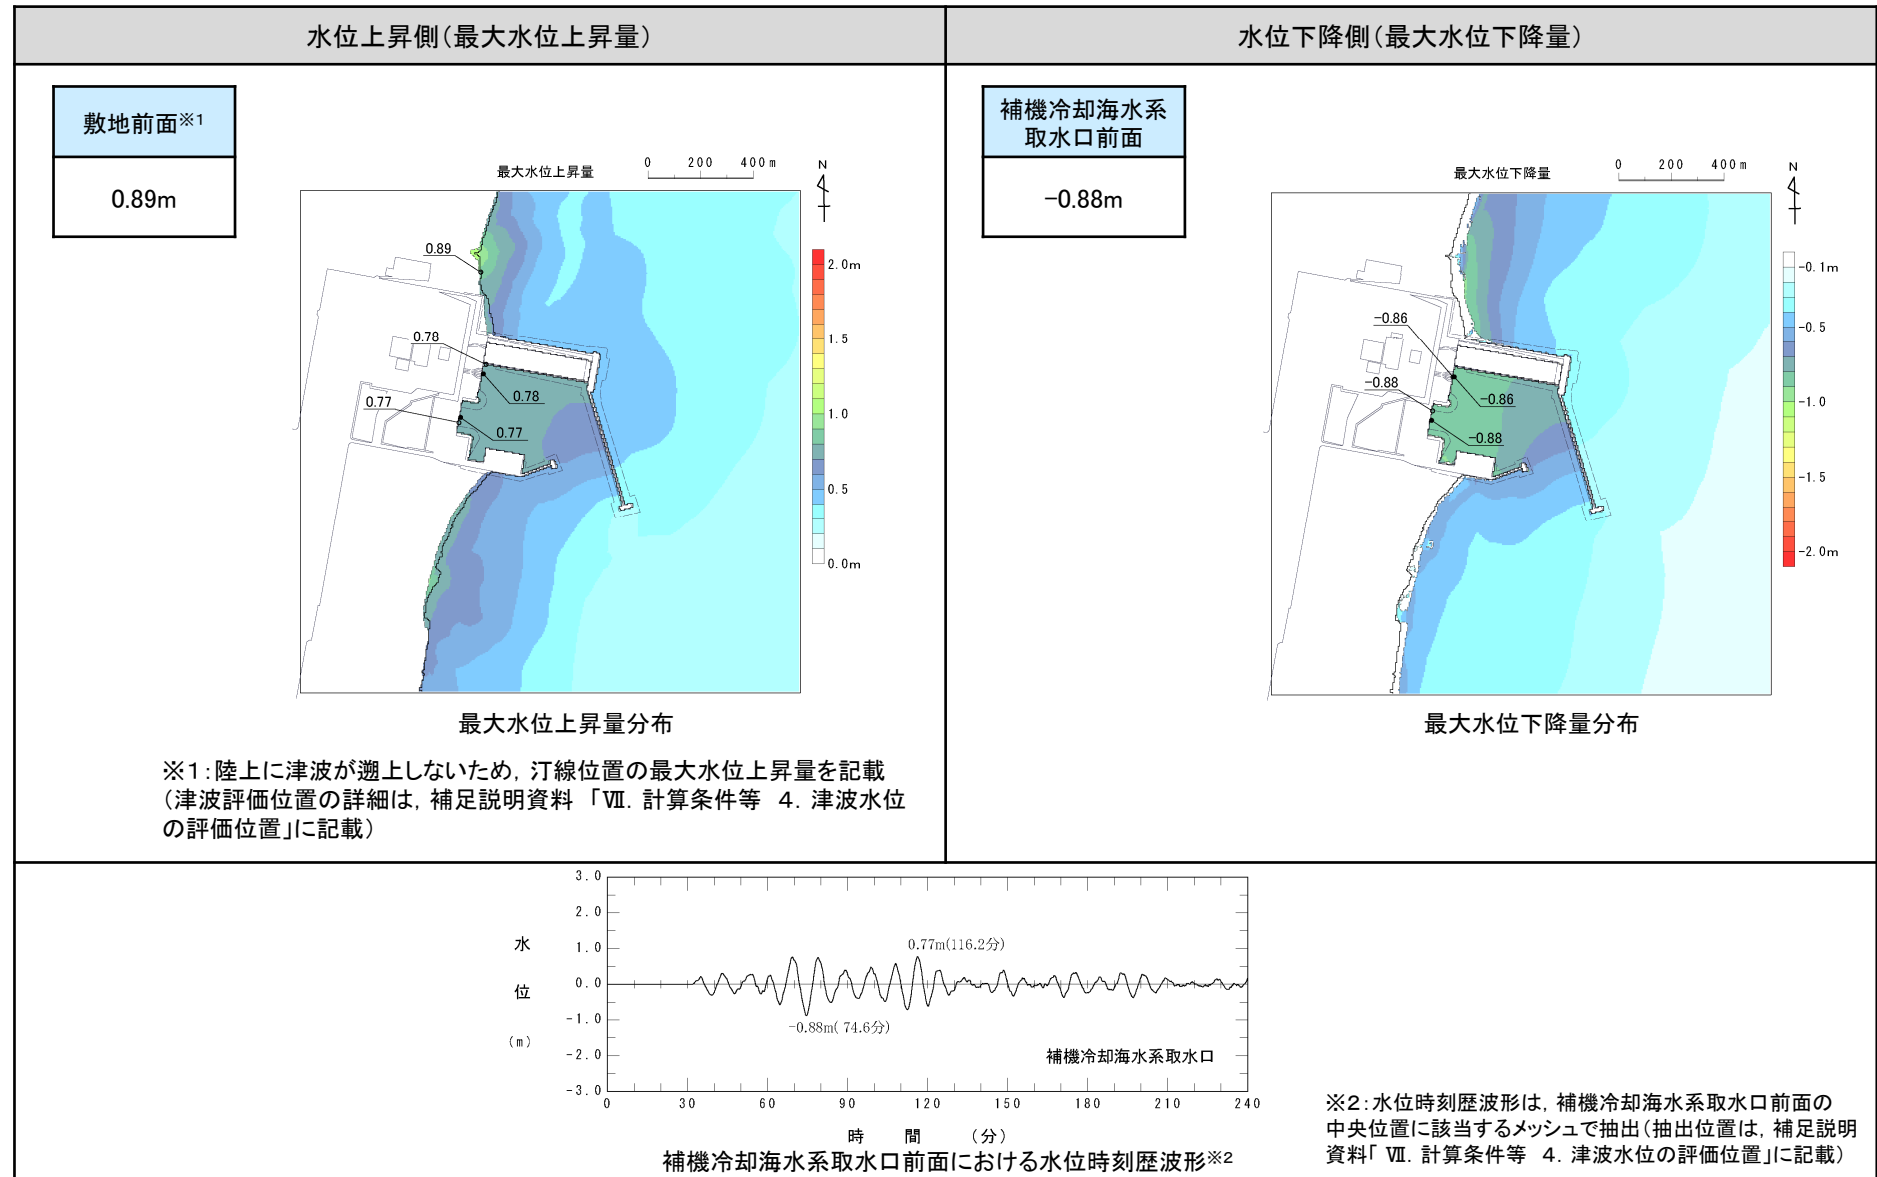 水位上昇側(最大水位上昇量)
水位下降側(最大水位下降量)
敷地前面※1
0.89m
最大水位上昇量
0 200 400m
N
0.89
0.78
0.78
0.77
0.77
2.0m
1.5
1.0
0.5
0.0m
最大水位上昇量分布
※1:陸上に津波が遡上しないため,汀線位置の最大水位上昇量を記載
(津波評価位置の詳細は,補足説明資料 「Ⅶ.計算条件等 4.津波水位
の評価位置」に記載)
補機冷却海水系
取水口前面
-0.88m
最大水位下降量
0 200 400m
N
-0.86
-0.86
-0.88
-0.88
-0.1m
-0.5
-1.0
-1.5
-2.0m
最大水位下降量分布
水位(m)
3.0
2.0
1.0
0.0
-1.0
-2.0
-3.0
0.77m(116.2分)
-0.88m( 74.6分)
補機冷却海水系取水口
0 30 60 90 120 150 180 210 240
時 間 (分)
補機冷却海水系取水口前面における水位時刻歴波形※2
※2:水位時刻歴波形は,補機冷却海水系取水口前面の
中央位置に該当するメッシュで抽出(抽出位置は,補足説明
資料「 Ⅶ.計算条件等 4.津波水位の評価位置」に記載)